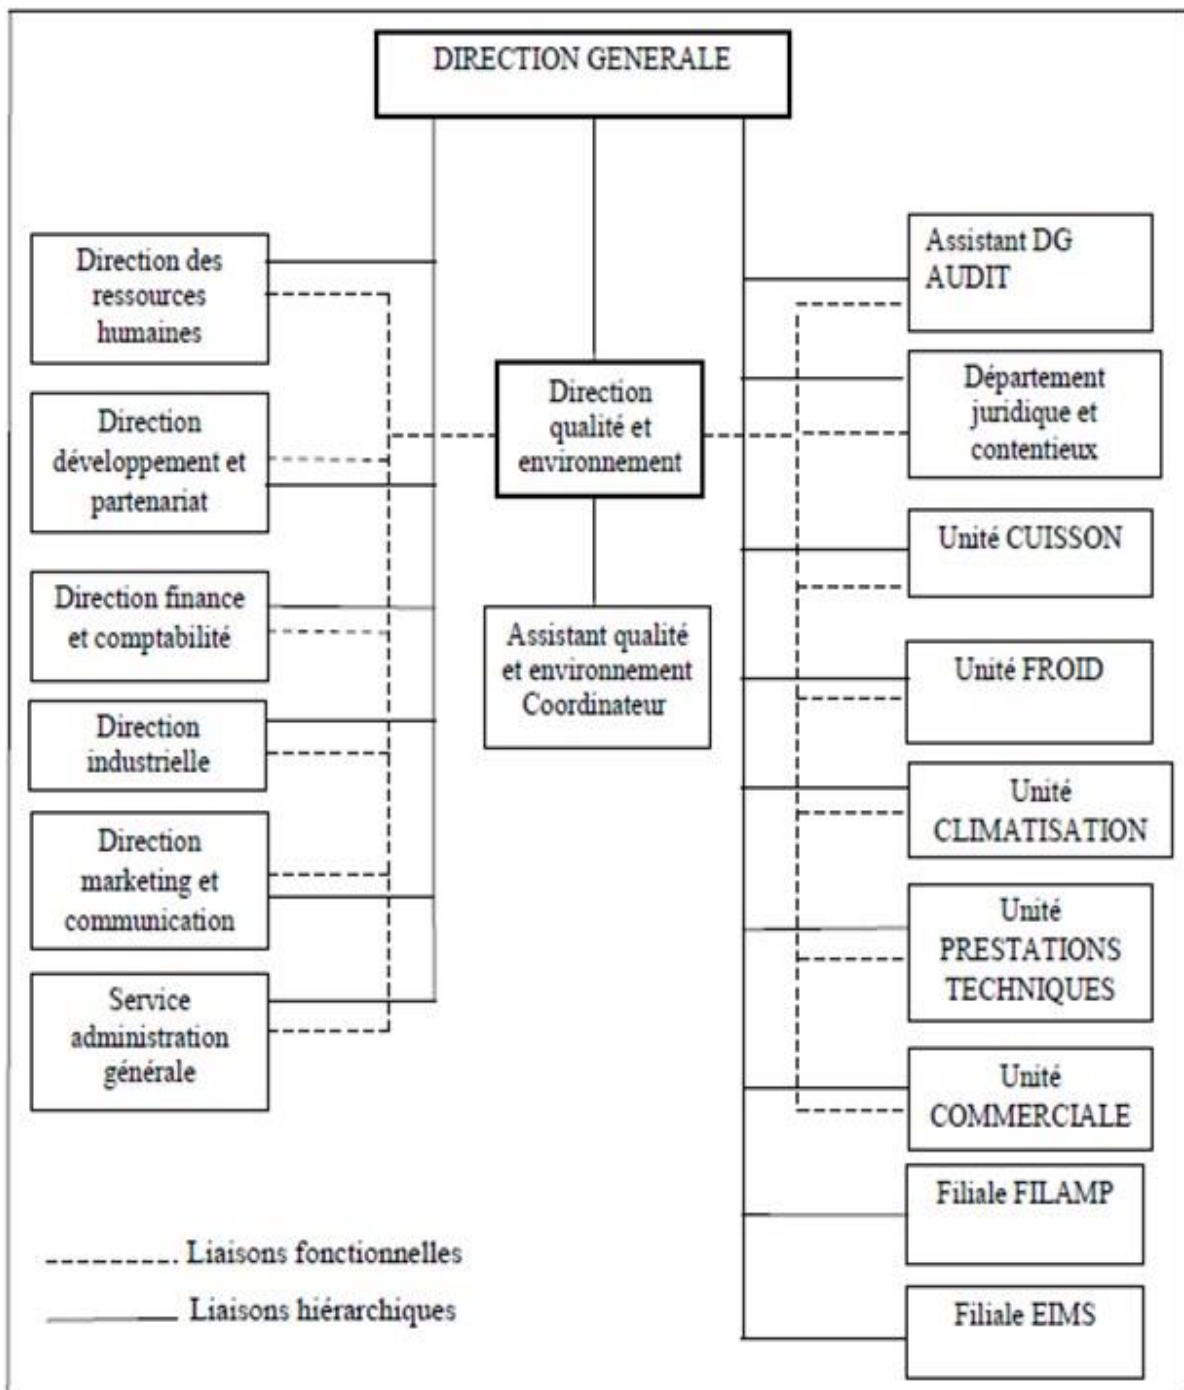 DIRECTION GENERALE
Direction des
ressources
humaines
Direction
développement et
partenariat
Direction finance
et comptabilité
Direction
industrielle
Direction
marketing et
communication
Service
administration
générale
Direction
qualité et
environnement
Assistant qualité
et environnement
Coordinateur
Assistant DG
AUDIT
Département
juridique et
contentieux
Unité CUISSON
Unité FROID
Unité
CLIMATISATION
Unité
PRESTATIONS
TECHNIQUES
Unité
COMMERCIALE
Filiale FILAMP
Filiale EIMS
Liaisons fonctionnelles
Liaisons hiérarchiques